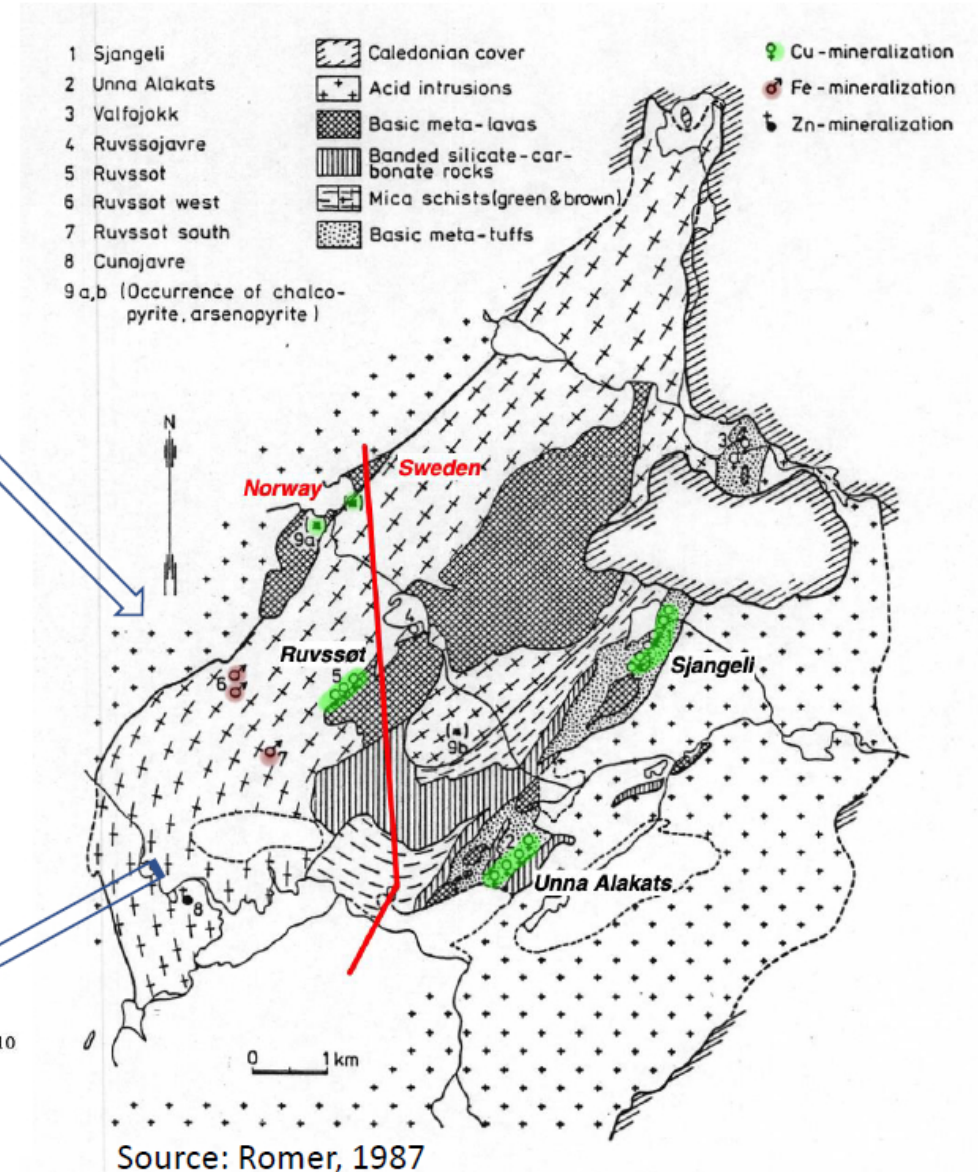 1 Sjangeli
2 Unna Alakats
3 Valfojokk
4 Ruvssojavre
5 Ruvssot
6 Ruvssot west
7 Ruvssot south
8 Cunojavre
9 a,b (Occurrence of chalco-
pyrite, arsenopyrite)
Caledonian cover
Acid intrusions
Basic meta-lavas
Banded silicate-car-
bonate rocks
Mica schists(green & brown)
Basic meta-tuffs
Cu-mineralization
Fe-mineralization
Zn-mineralization
N
3
Norway
Sweden
9a
4
Ruvssøt
5
6
Sjangeli
7
9b
2
Unna Alakats
8
10
0 1 km
Source: Romer, 1987